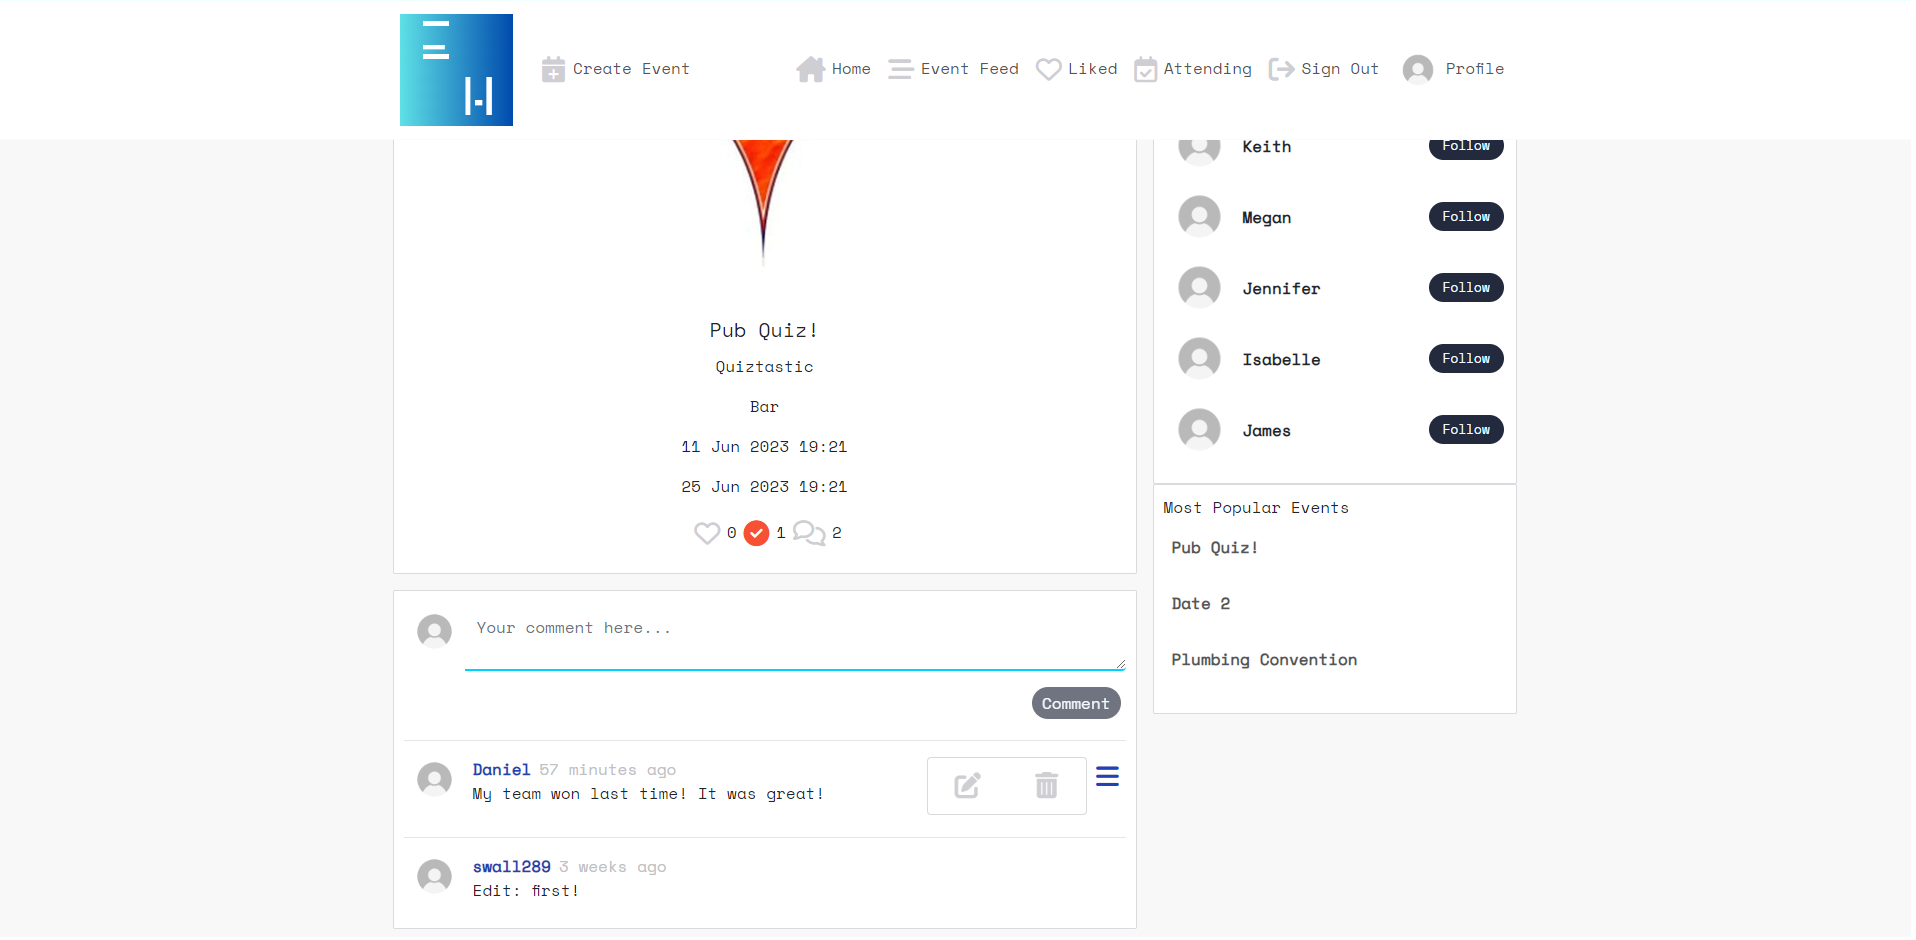 Create Event
Home
Event Feed
Liked
Attending
Sign Out
Profile
Pub Quiz!
Quiztastic
Bar
11 Jun 2023 19:21
25 Jun 2023 19:21
0 1 2
Your comment here...
Comment
Daniel 57 minutes ago
My team won last time! It was great!
swall289 3 weeks ago
Edit: first!
Keith Follow
Megan Follow
Jennifer Follow
Isabelle Follow
James Follow
Most Popular Events
Pub Quiz!
Date 2
Plumbing Convention